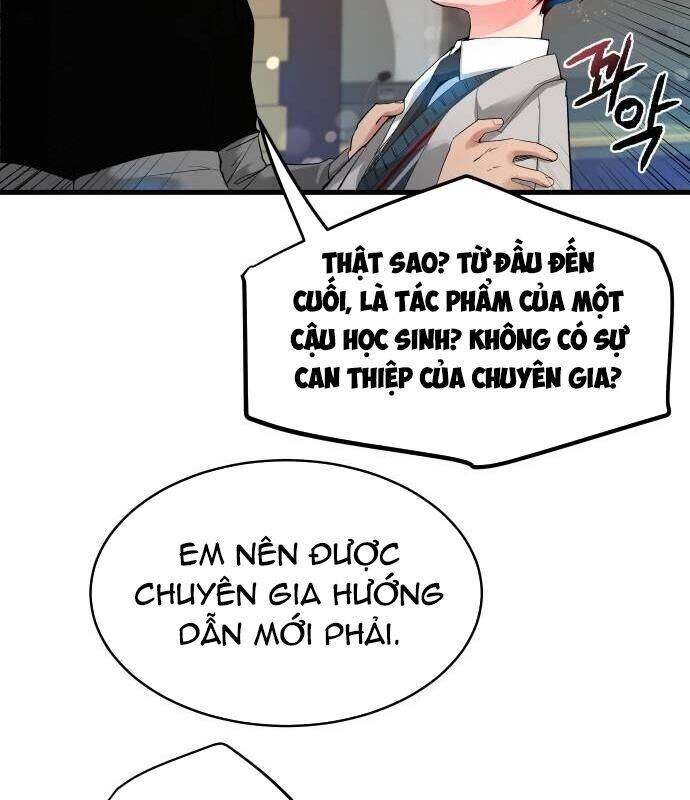 콰악
THẬT SAO? TỪ ĐẦU ĐẾN
CUỐI, LÀ TÁC PHẨM CỦA MỘT
CẬU HỌC SINH? KHÔNG CÓ SỰ
CAN THIỆP CỦA CHUYÊN GIA?
EM NÊN ĐƯỢC
CHUYÊN GIA HƯỚNG
DẪN MỚI PHẢI.